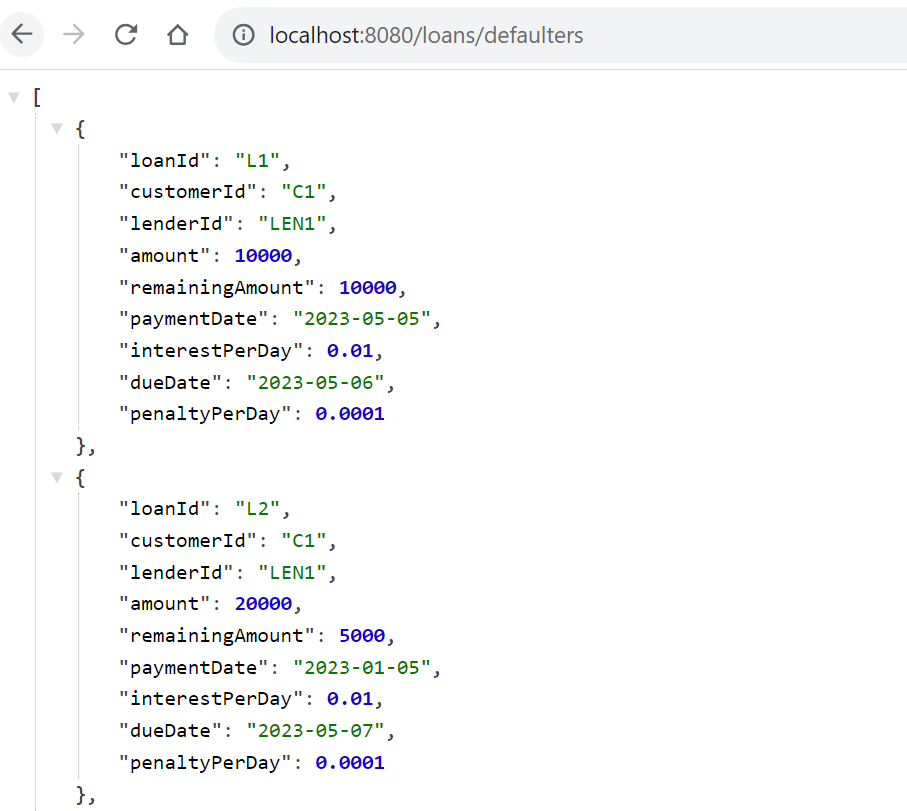 localhost:8080/loans/defaulters
[
{
"loanId": "L1",
"customerId": "C1",
"lenderId": "LEN1",
"amount": 10000,
"remainingAmount": 10000,
"paymentDate": "2023-05-05",
"interestPerDay": 0.01,
"dueDate": "2023-05-06",
"penaltyPerDay": 0.0001
},
{
"loanId": "L2",
"customerId": "C1",
"lenderId": "LEN1",
"amount": 20000,
"remainingAmount": 5000,
"paymentDate": "2023-01-05",
"interestPerDay": 0.01,
"dueDate": "2023-05-07",
"penaltyPerDay": 0.0001
},